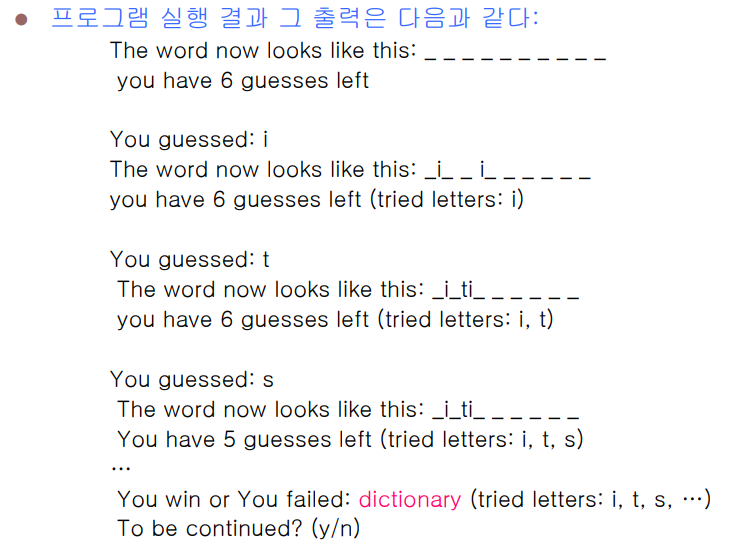 ● 프로그램 실행 결과 그 출력은 다음과 같다:
The word now looks like this: _ _ _ _ _ _ _ _ _ _
you have 6 guesses left
You guessed: i
The word now looks like this: _i_ _ i_ _ _ _ _ _
you have 6 guesses left (tried letters: i)
You guessed: t
The word now looks like this: _i_ti_ _ _ _ _ _
you have 6 guesses left (tried letters: i, t)
You guessed: s
The word now looks like this: _i_ti_ _ _ _ _ _
You have 5 guesses left (tried letters: i, t, s)
…
You win or You failed: dictionary (tried letters: i, t, s, …)
To be continued? (y/n)